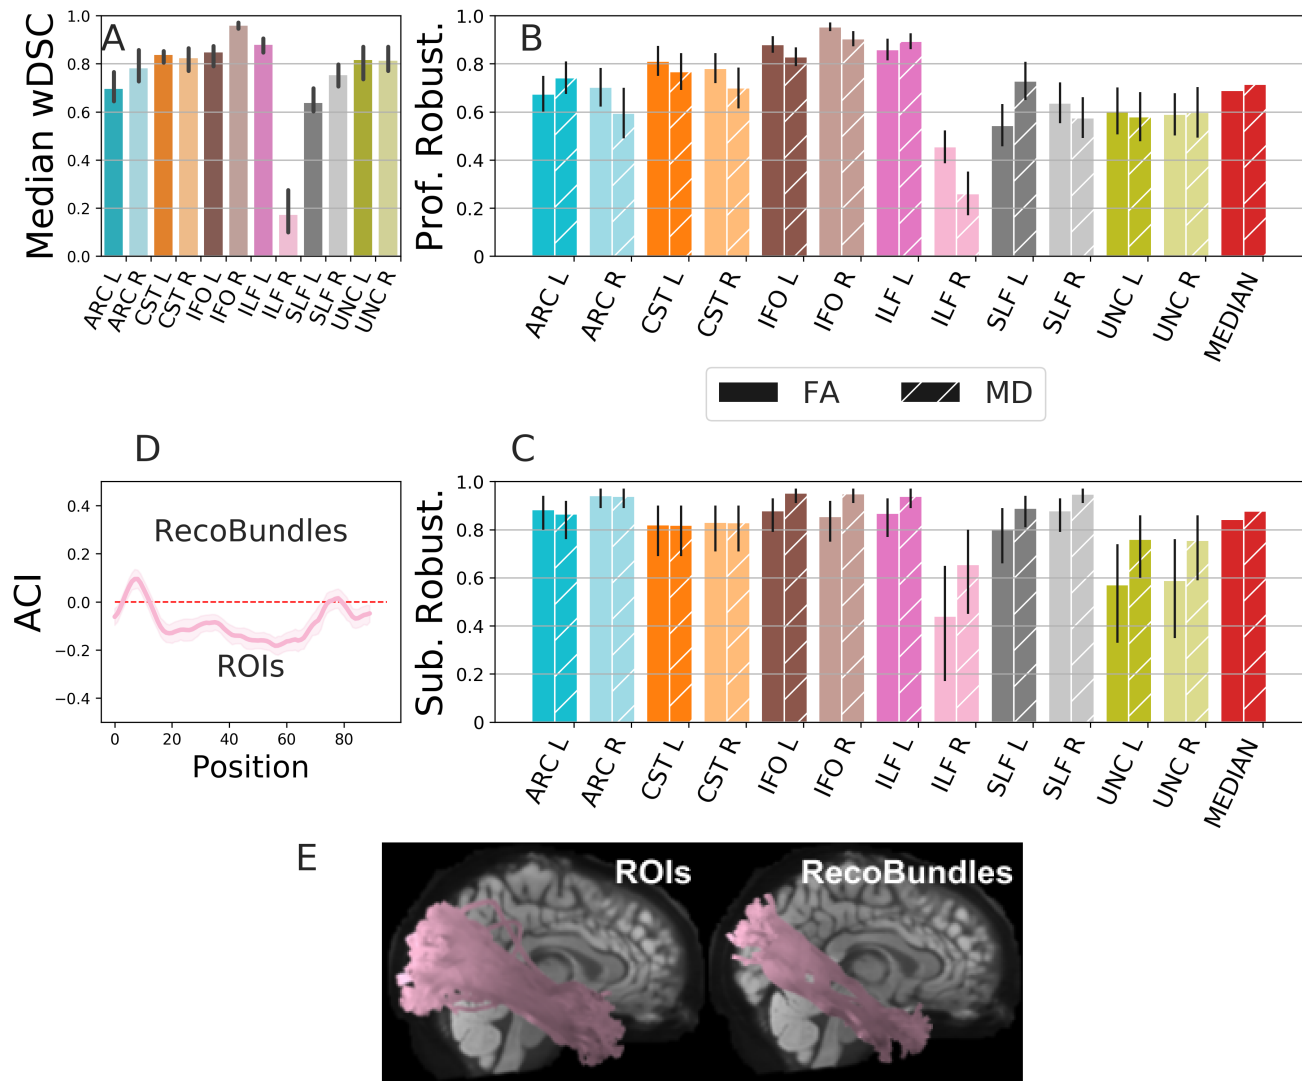 A
Median wDSC
1.0
0.8
0.6
0.4
0.2
0.0
ARC L
ARC R
CST L
CST R
IFO L
IFO R
ILF L
ILF R
SLF L
SLF R
UNC L
UNC R
B
Prof. Robust.
1.0
0.8
0.6
0.4
0.2
0
ARC L
ARC R
CST L
CST R
IFO L
IFO R
ILF L
ILF R
SLF L
SLF R
UNC L
UNC R
MEDIAN
FA
MD
D
ACI
0.4
0.2
0.0
−0.2
−0.4
RecoBundles
ROIs
0
20
40
60
80
Position
C
Sub. Robust.
1.0
0.8
0.6
0.4
0.2
0
ARC L
ARC R
CST L
CST R
IFO L
IFO R
ILF L
ILF R
SLF L
SLF R
UNC L
UNC R
MEDIAN
E
ROIs
RecoBundles